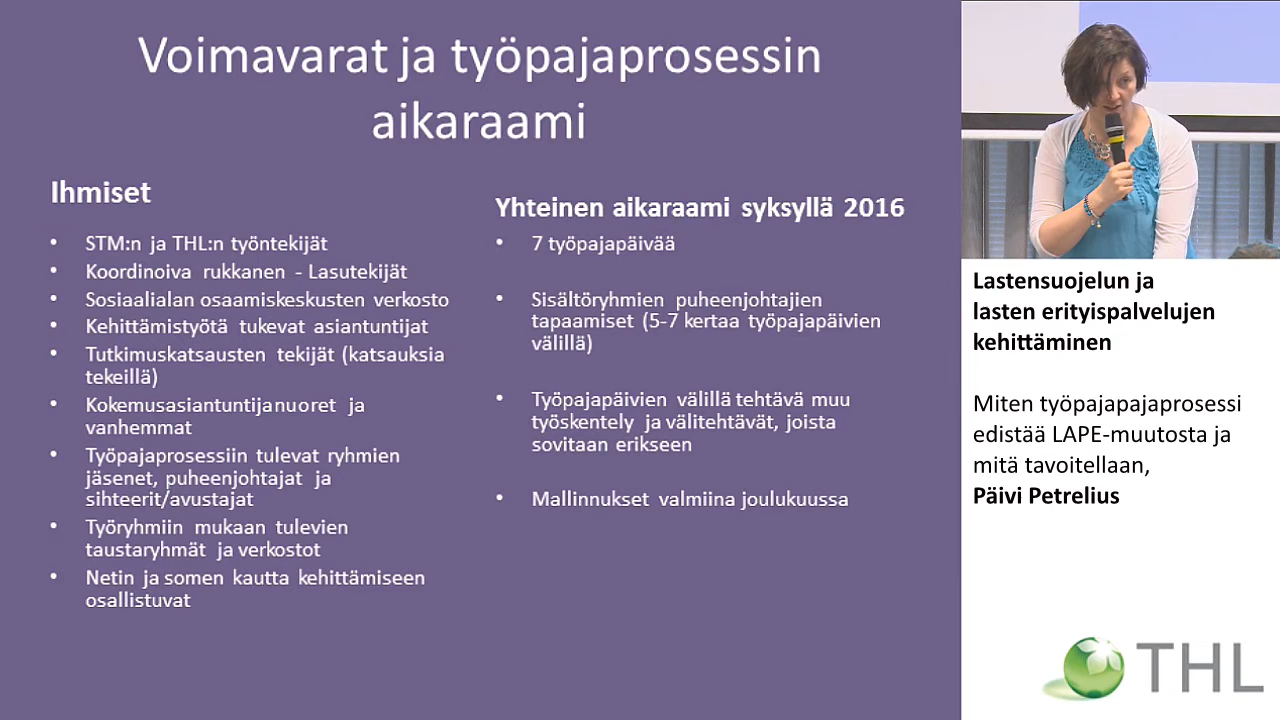 Voimavarat ja työpajaprosessin
aikaraami
Ihmiset
• STM:n ja THL:n työntekijät
• Koordinoiva rukkanen - Lasutekijät
• Sosiaalialan osaamiskeskusten verkosto
• Kehittämistyötä tukevat asiantuntijat
• Tutkimuskatsausten tekijät (katsauksia
tekeillä)
• Kokemusasiantuntijanuoret ja
vanhemmat
• Työpajaprosessiin tulevat ryhmien
jäsenet, puheenjohtajat ja
sihteerit/avustajat
• Työryhmiin mukaan tulevien
taustaryhmät ja verkostot
• Netin ja somen kautta kehittämiseen
osallistuvat
Yhteinen aikaraami syksyllä 2016
• 7 työpajapäivää
• Sisältöryhmien puheenjohtajien
tapaamiset (5-7 kertaa työpajapäivien
välillä)
• Työpajapäivien välillä tehtävä muu
työskentely ja välitehtävät, joista
sovitaan erikseen
• Mallinnukset valmiina joulukuussa
Lastensuojelun ja
lasten erityispalvelujen
kehittäminen
Miten työpajapajaprosessi
edistää LAPE-muutosta ja
mitä tavoitellaan,
Päivi Petrelius
THL